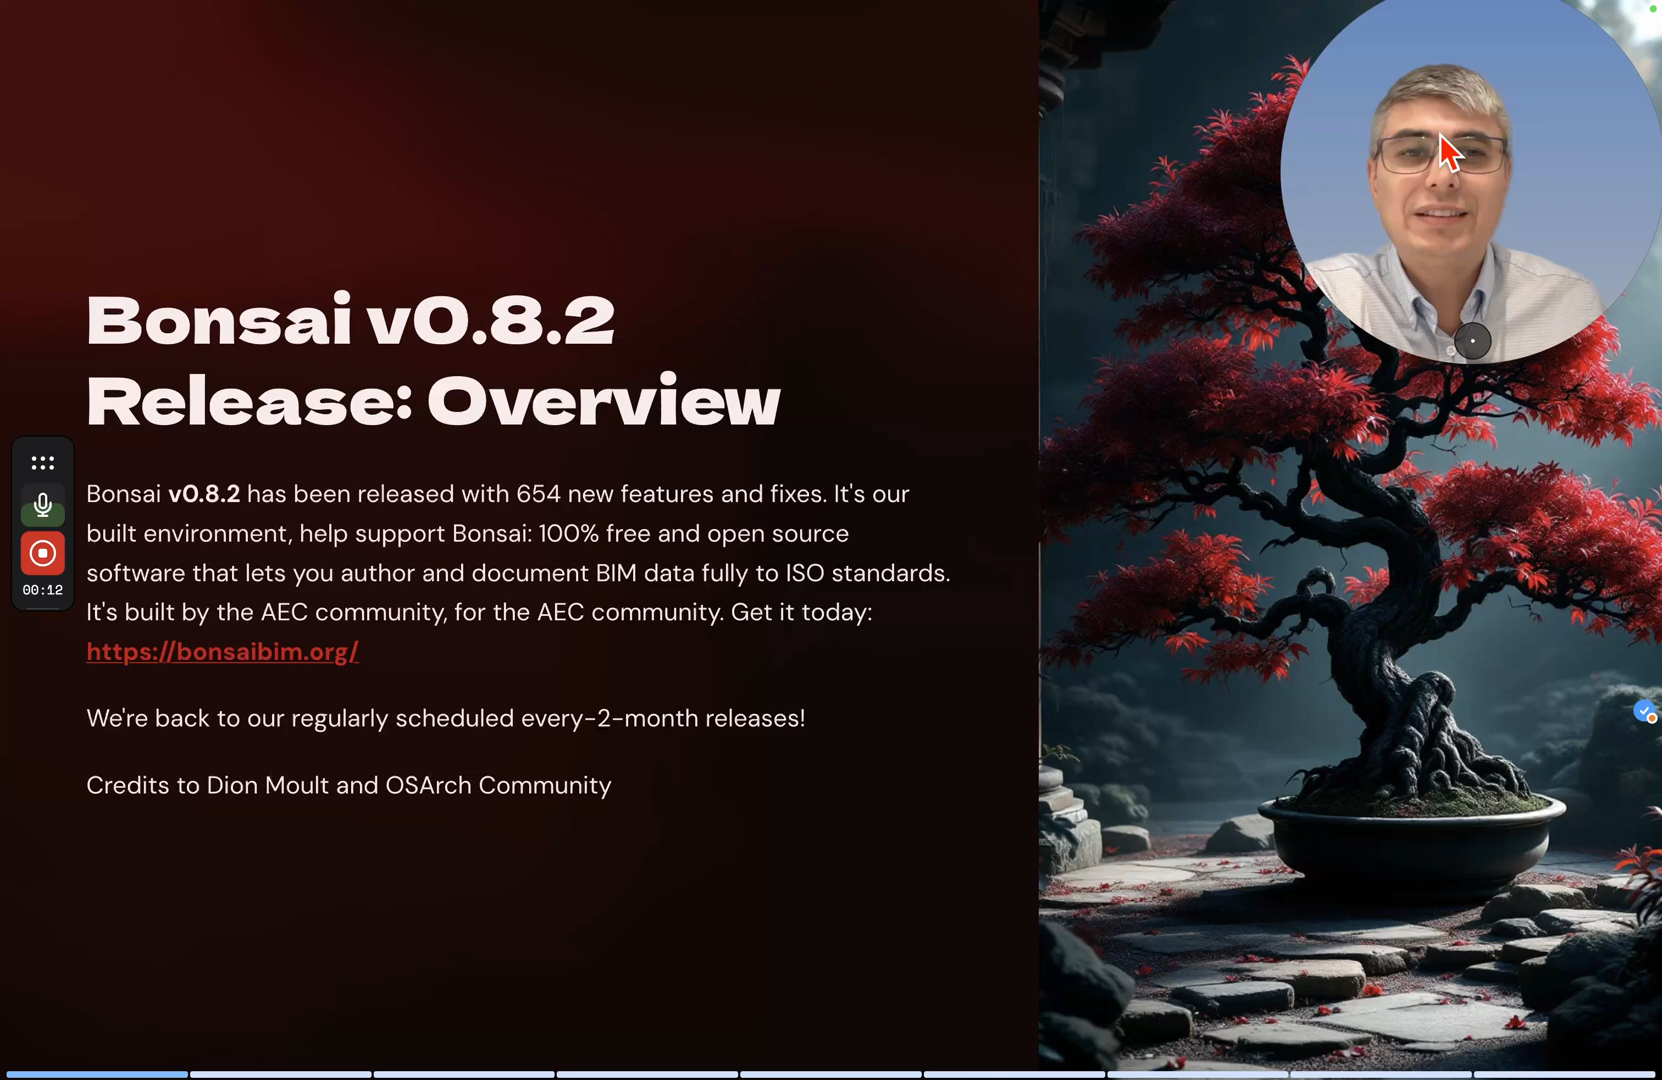 Bonsai v0.8.2
Release: Overview
Bonsai v0.8.2 has been released with 654 new features and fixes. It's our
built environment, help support Bonsai: 100% free and open source
software that lets you author and document BIM data fully to ISO standards.
It's built by the AEC community, for the AEC community. Get it today:
https://bonsaibim.org/
We're back to our regularly scheduled every-2-month releases!
Credits to Dion Moult and OSArch Community
00:12